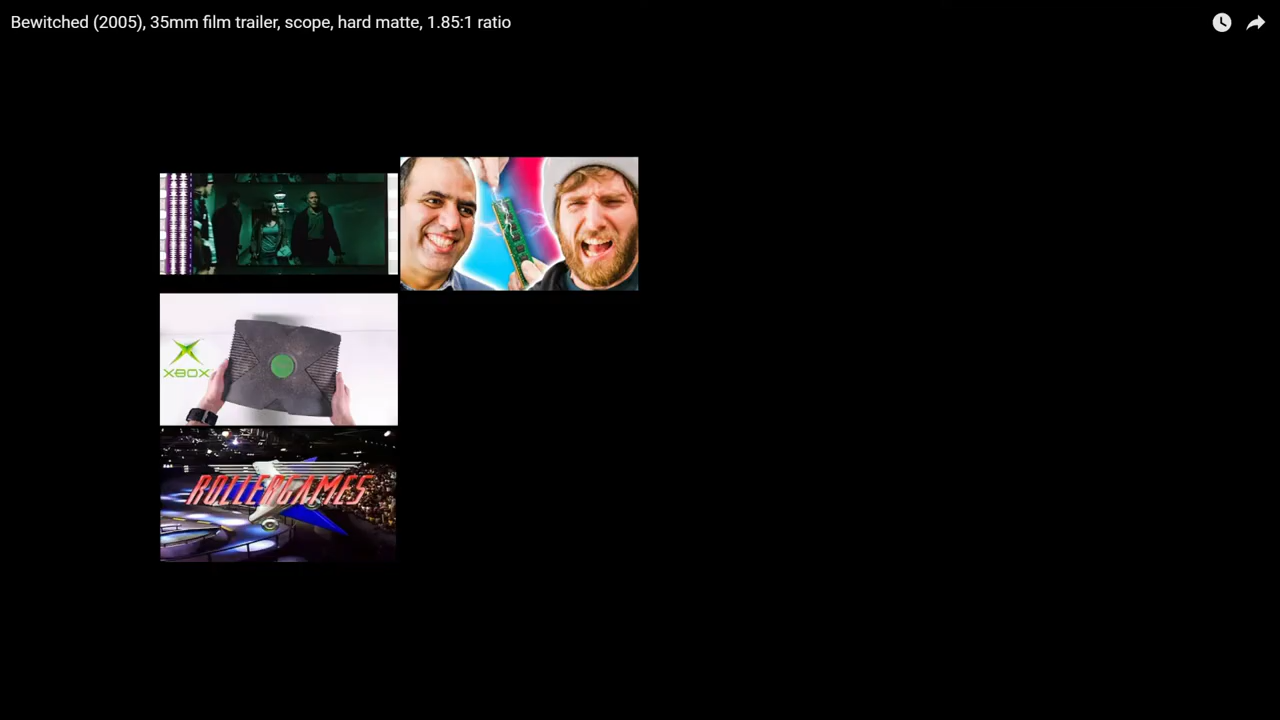 Bewitched (2005), 35mm film trailer, scope, hard matte, 1.85:1 ratio
XBOX
ROLLERGAMES